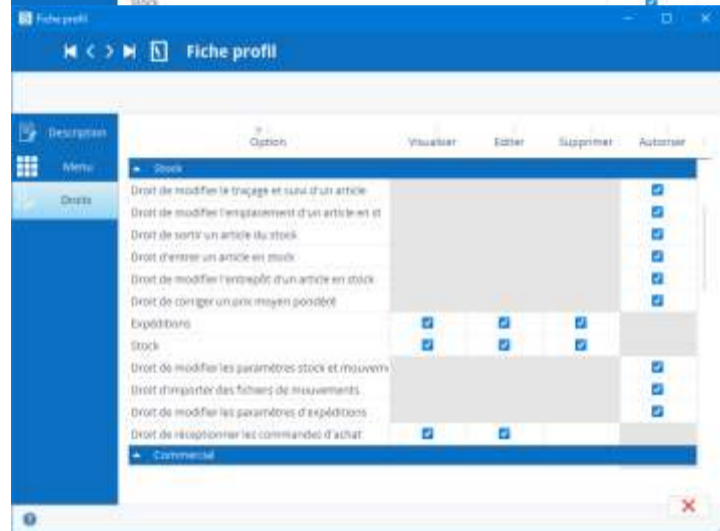 Stock
Fiche profil
Fiche profil
Description
Menu
Droits
Option Visualiser Editer Supprimer Autoriser
Stock
Droit de modifier le traçage et suivi d'un article
Droit de modifier l'emplacement d'un article en st
Droit de sortir un article du stock
Droit d'entrer un article en stock
Droit de modifier l'entrepôt d'un article en stock
Droit de corriger un prix moyen pondéré
Expéditions
Stock
Droit de modifier les paramètres stock et mouvem
Droit d'importer des fichiers de mouvements
Droit de modifier les paramètres d'expéditions
Droit de réceptionner les commandes d'achat
Commercial